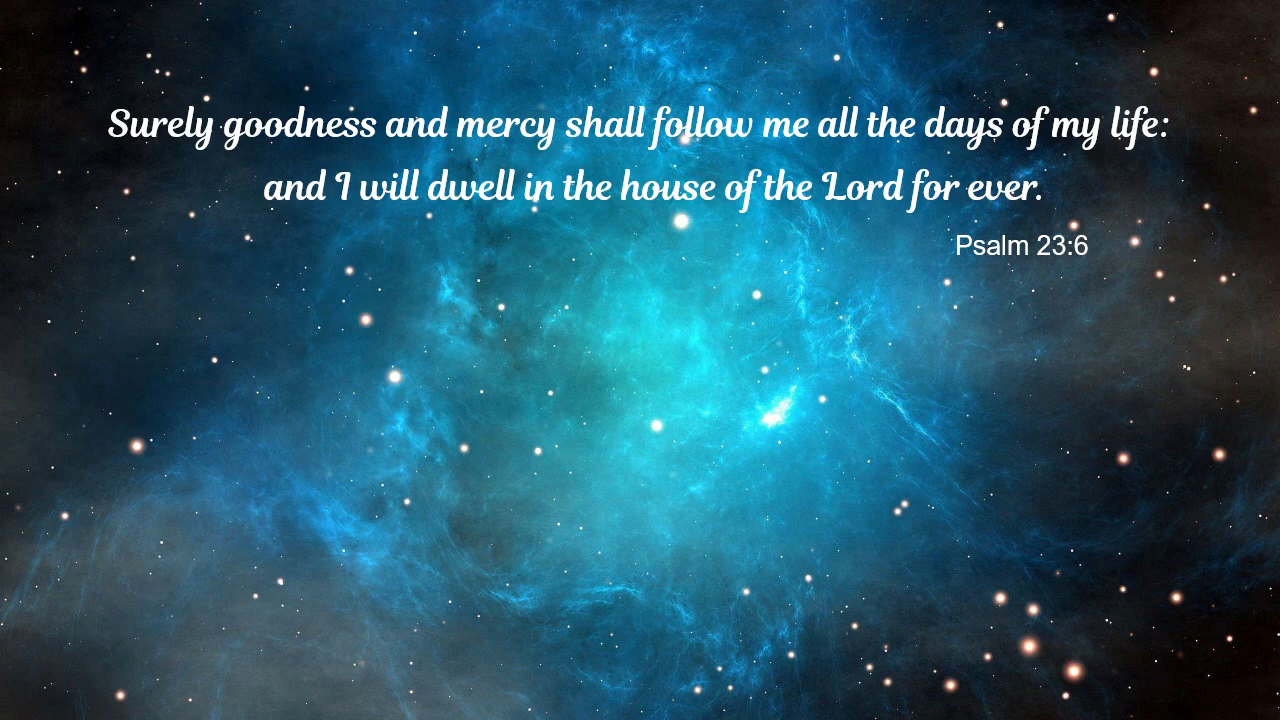 Surely goodness and mercy shall follow me all the days of my life:
and I will dwell in the house of the Lord for ever.
Psalm 23:6